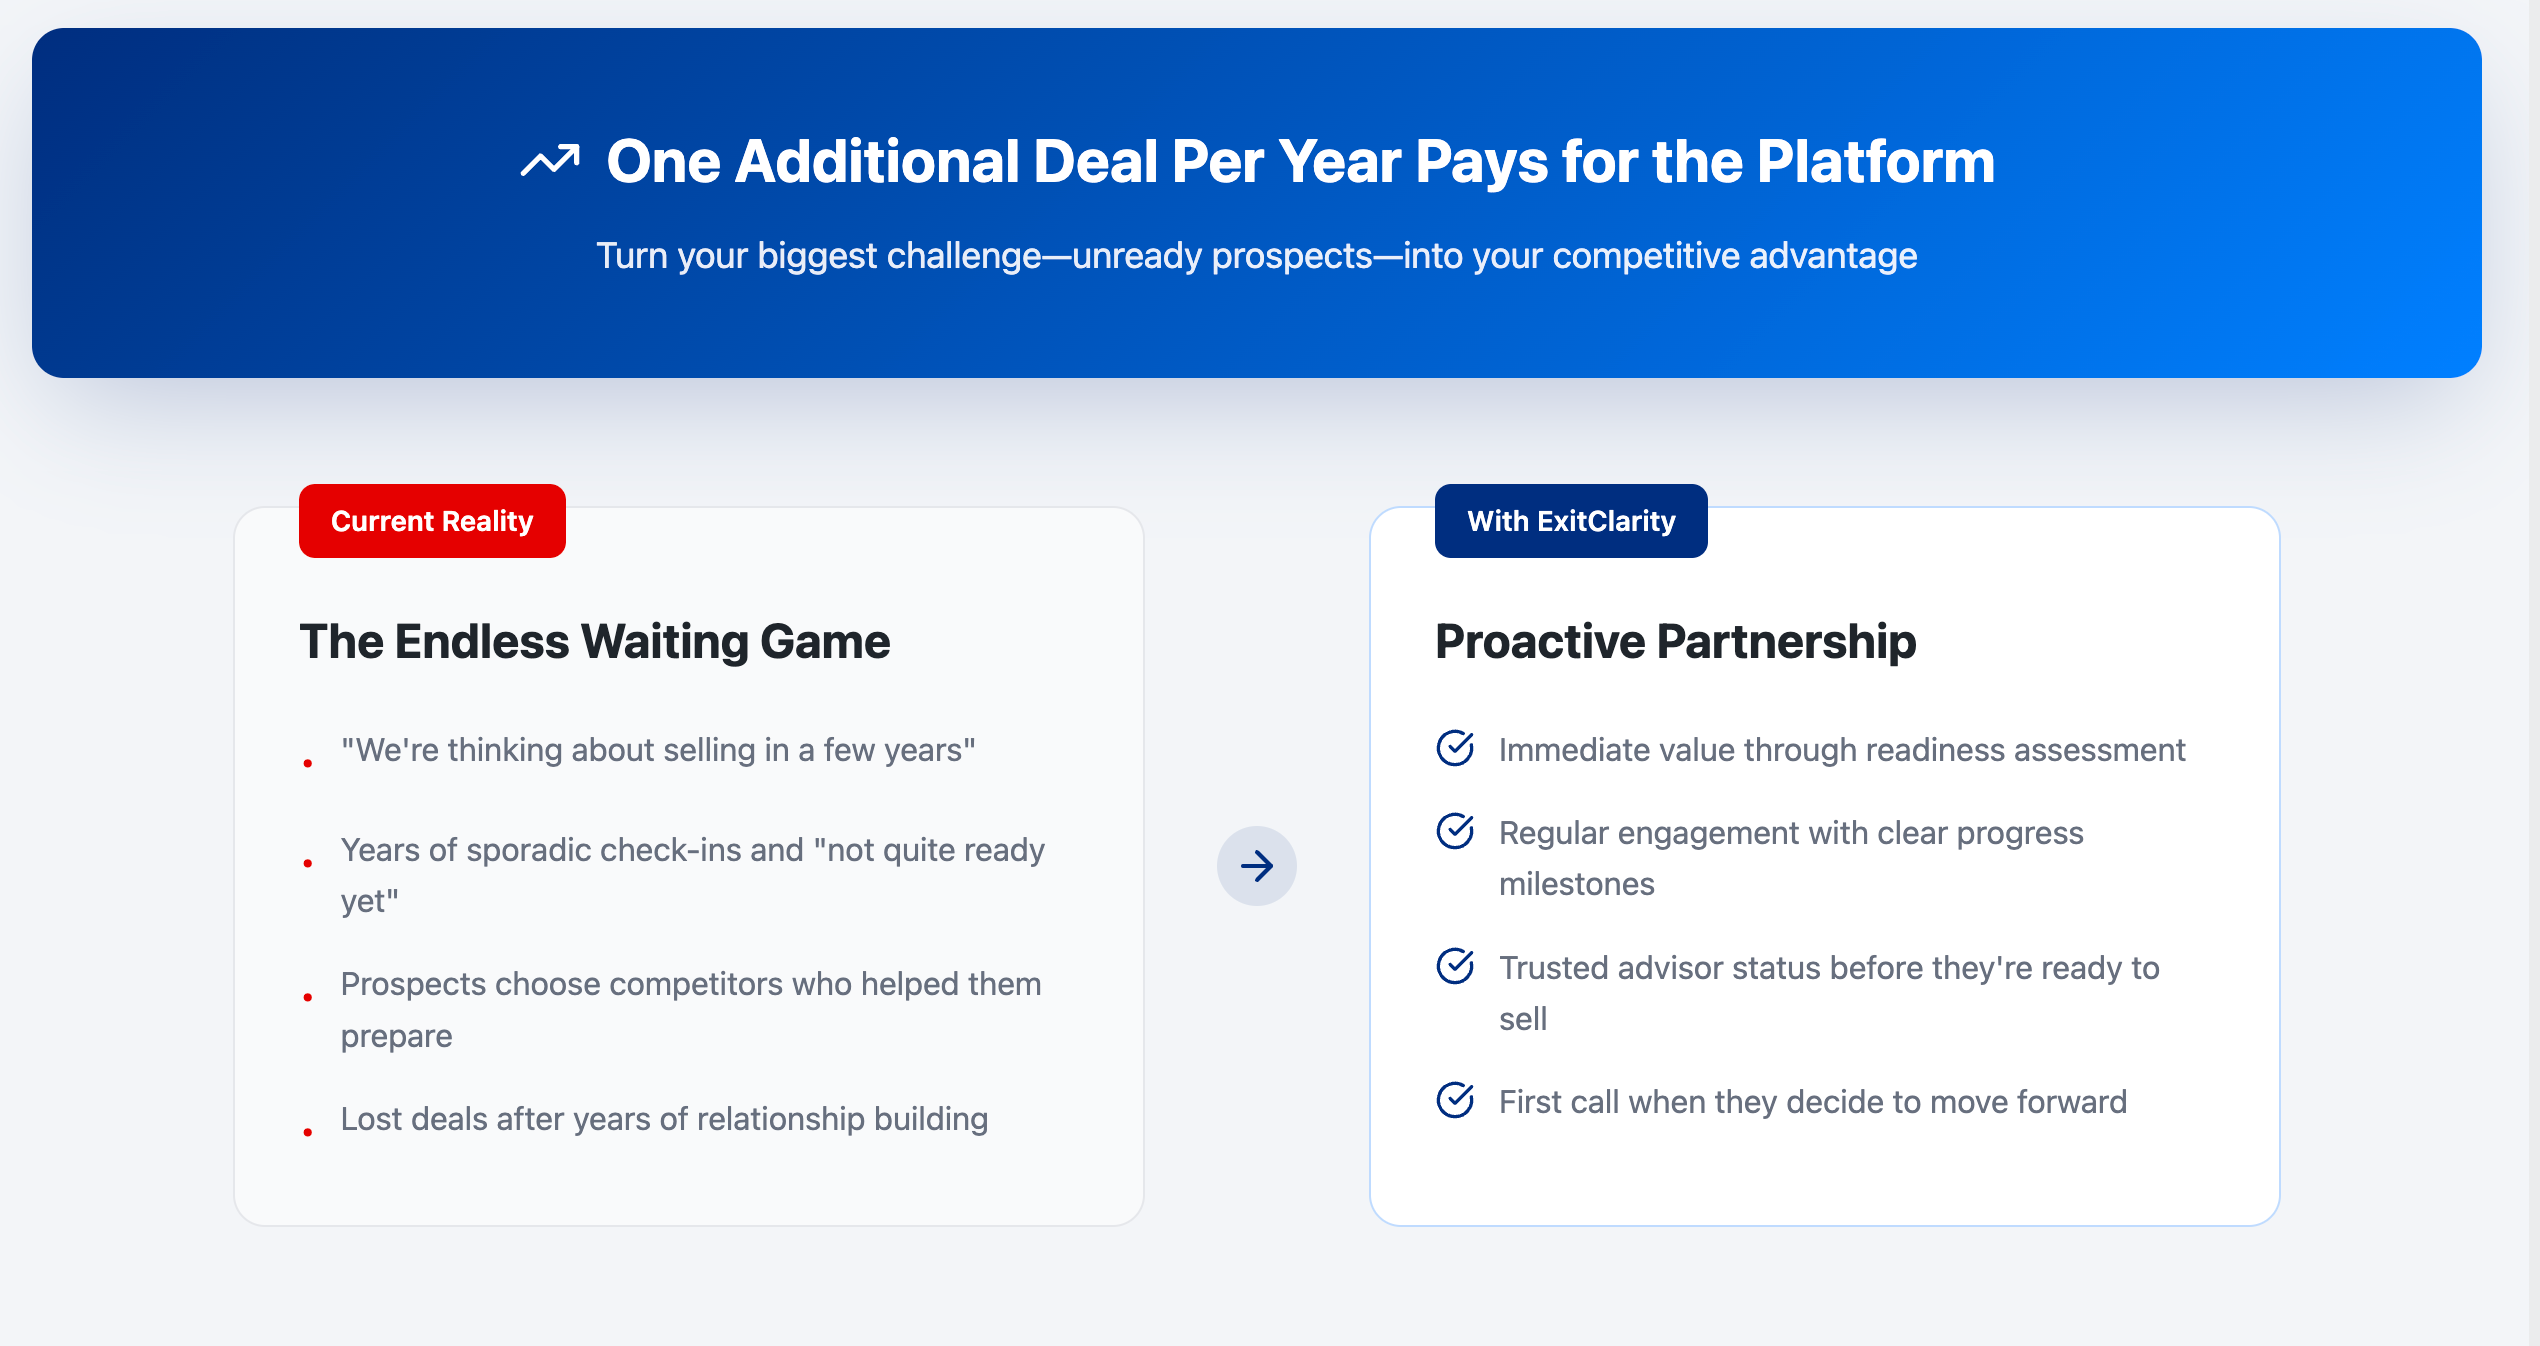 One Additional Deal Per Year Pays for the Platform
Turn your biggest challenge—unready prospects—into your competitive advantage
Current Reality
The Endless Waiting Game
"We're thinking about selling in a few years"
Years of sporadic check-ins and "not quite ready
yet"
Prospects choose competitors who helped them
prepare
Lost deals after years of relationship building
With ExitClarity
Proactive Partnership
Immediate value through readiness assessment
Regular engagement with clear progress
milestones
Trusted advisor status before they're ready to
sell
First call when they decide to move forward